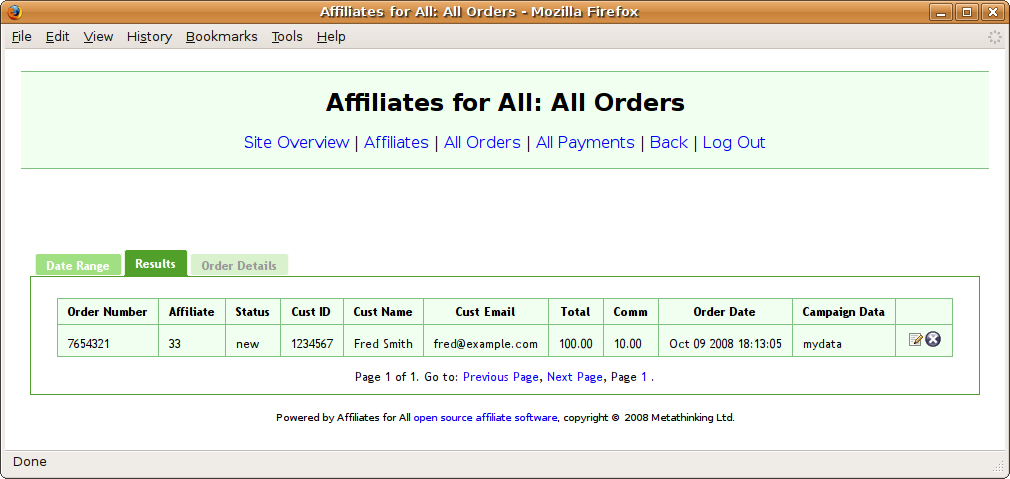 Affiliates for All: All Orders - Mozilla Firefox
File Edit View History Bookmarks Tools Help
Affiliates for All: All Orders
Site Overview | Affiliates | All Orders | All Payments | Back | Log Out
Date Range Results Order Details
Order Number Affiliate Status Cust ID Cust Name Cust Email Total Comm Order Date Campaign Data
7654321 33 new 1234567 Fred Smith fred@example.com 100.00 10.00 Oct 09 2008 18:13:05 mydata
Page 1 of 1. Go to: Previous Page, Next Page, Page 1 .
Powered by Affiliates for All open source affiliate software, copyright © 2008 Metathinking Ltd.
Done